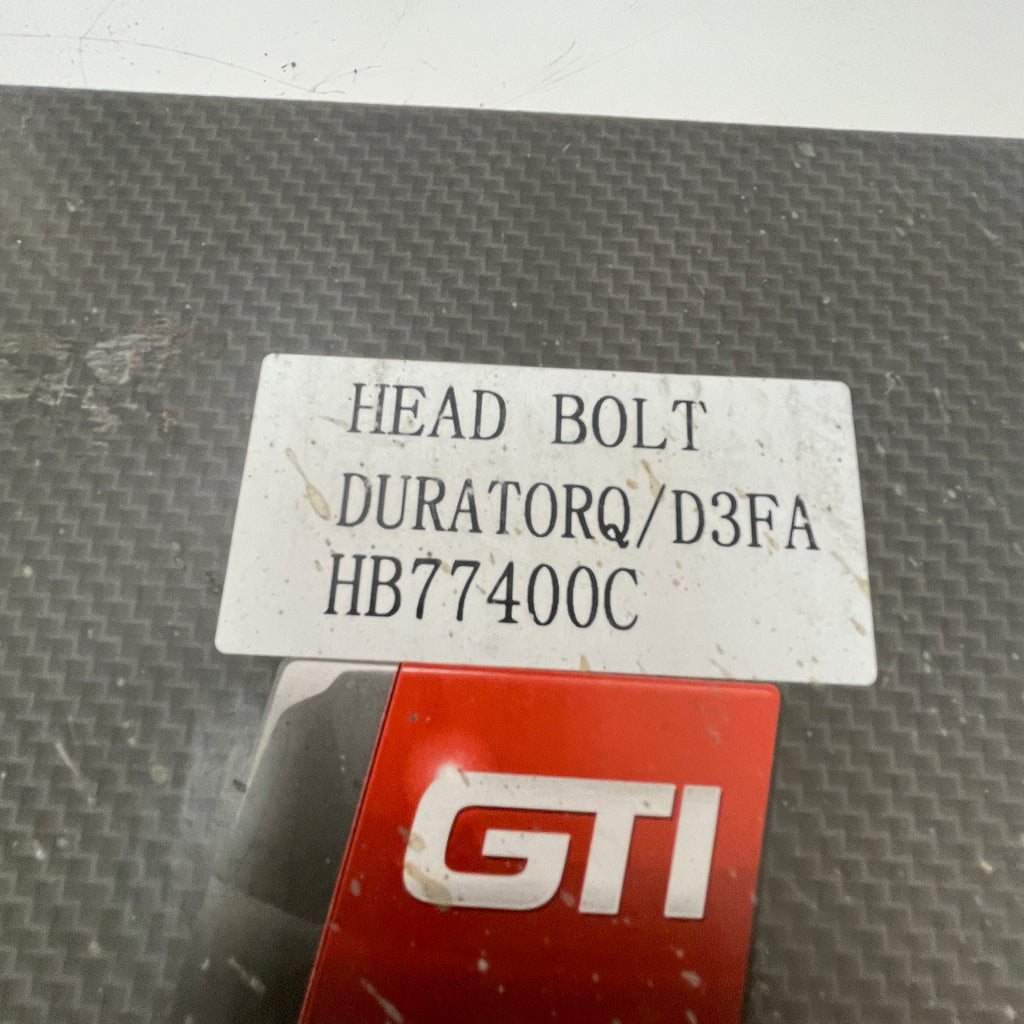 HEAD BOLT
DURATORQ/D3FA
HB77400C
GTI